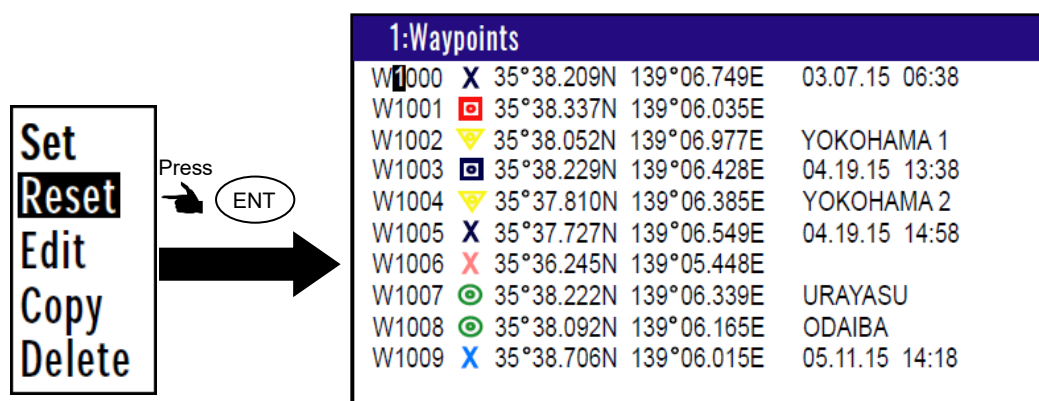 Set
Reset
Edit
Copy
Delete
Press
ENT
1:Waypoints
W1000 X 35°38.209N 139°06.749E 03.07.15 06:38
W1001 35°38.337N 139°06.035E
W1002 35°38.052N 139°06.977E YOKOHAMA 1
W1003 35°38.229N 139°06.428E 04.19.15 13:38
W1004 35°37.810N 139°06.385E YOKOHAMA 2
W1005 X 35°37.727N 139°06.549E 04.19.15 14:58
W1006 X 35°36.245N 139°05.448E
W1007 35°38.222N 139°06.339E URAYASU
W1008 35°38.092N 139°06.165E ODAIBA
W1009 X 35°38.706N 139°06.015E 05.11.15 14:18